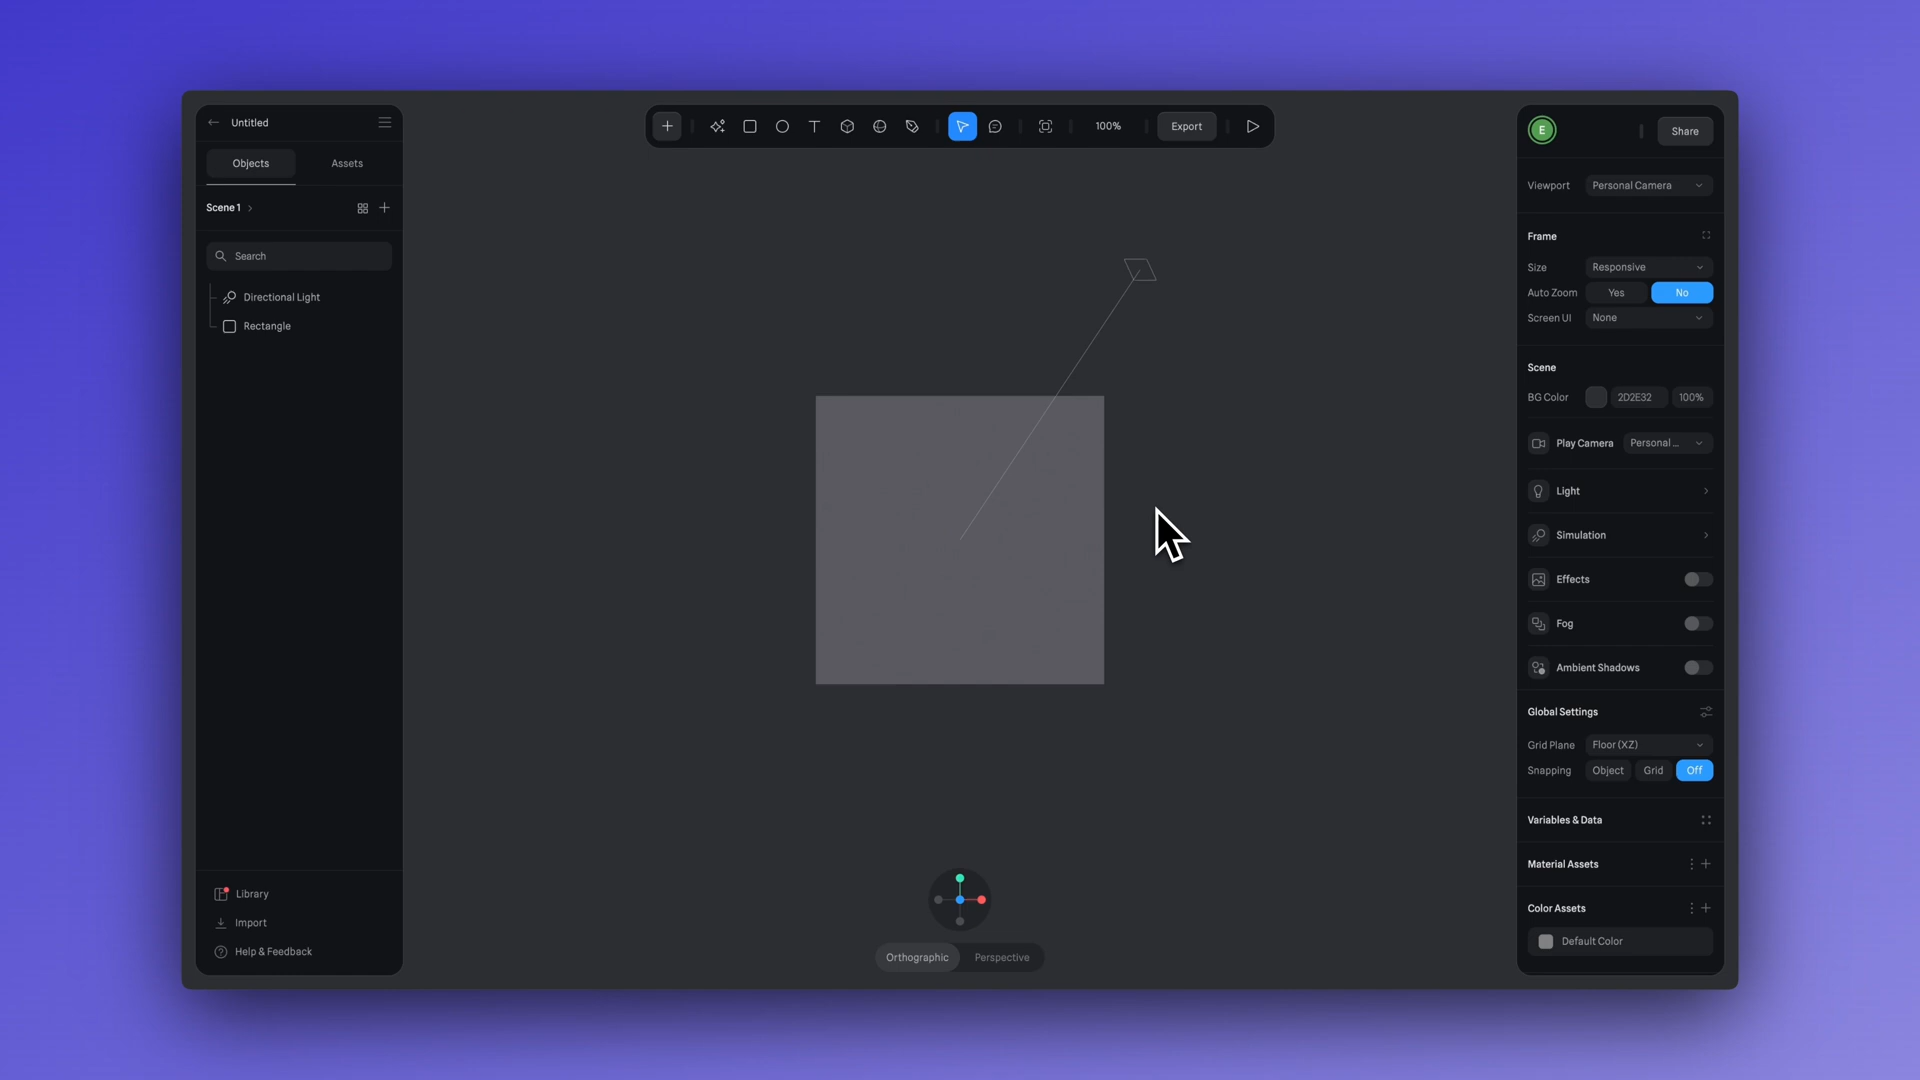 Untitled
Objects
Assets
Scene 1
Search
Directional Light
Rectangle
Library
Import
Help & Feedback
T
100%
Export
Orthographic
Perspective
E
Share
Viewport
Personal Camera
Frame
Size
Responsive
Auto Zoom
Yes
No
Screen UI
None
Scene
BG Color
2D2E32
100%
Play Camera
Personal ...
Light
Simulation
Effects
Fog
Ambient Shadows
Global Settings
Grid Plane
Floor (XZ)
Snapping
Object
Grid
Off
Variables & Data
Material Assets
Color Assets
Default Color